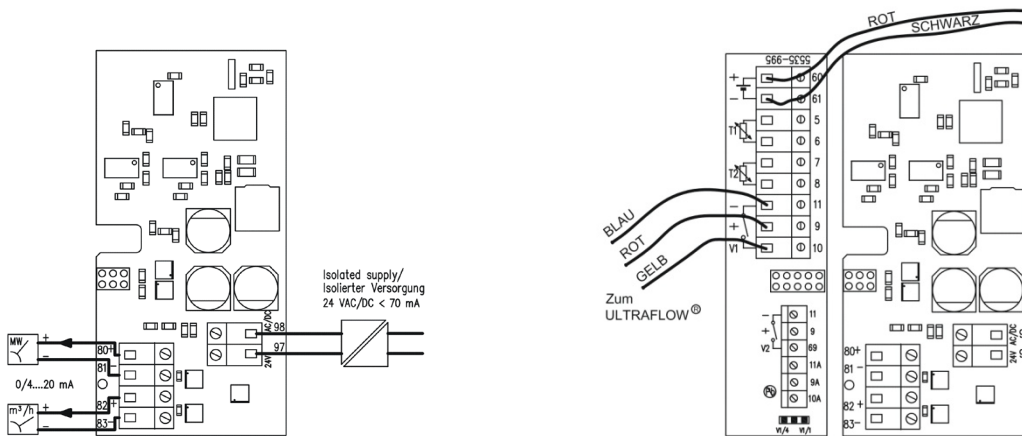 Isolated supply/
Isolierter Versorgung
24 VAC/DC < 70 mA
98
97
AC/DC
24V
MW
+
−
80+
81 −
0/4....20 mA
82 +
83−
m³/h
+
−
ROT
SCHWARZ
5535-995
+
60
−
61
T1
5
6
T2
7
8
−
11
+
9
V1
10
BLAU
ROT
GELB
Zum
ULTRAFLOW®
−
11
+
9
V2
69
11A
9A
10A
Pb
V1/4
V1/1
80+
81 −
82 +
83−
AC/DC
24V